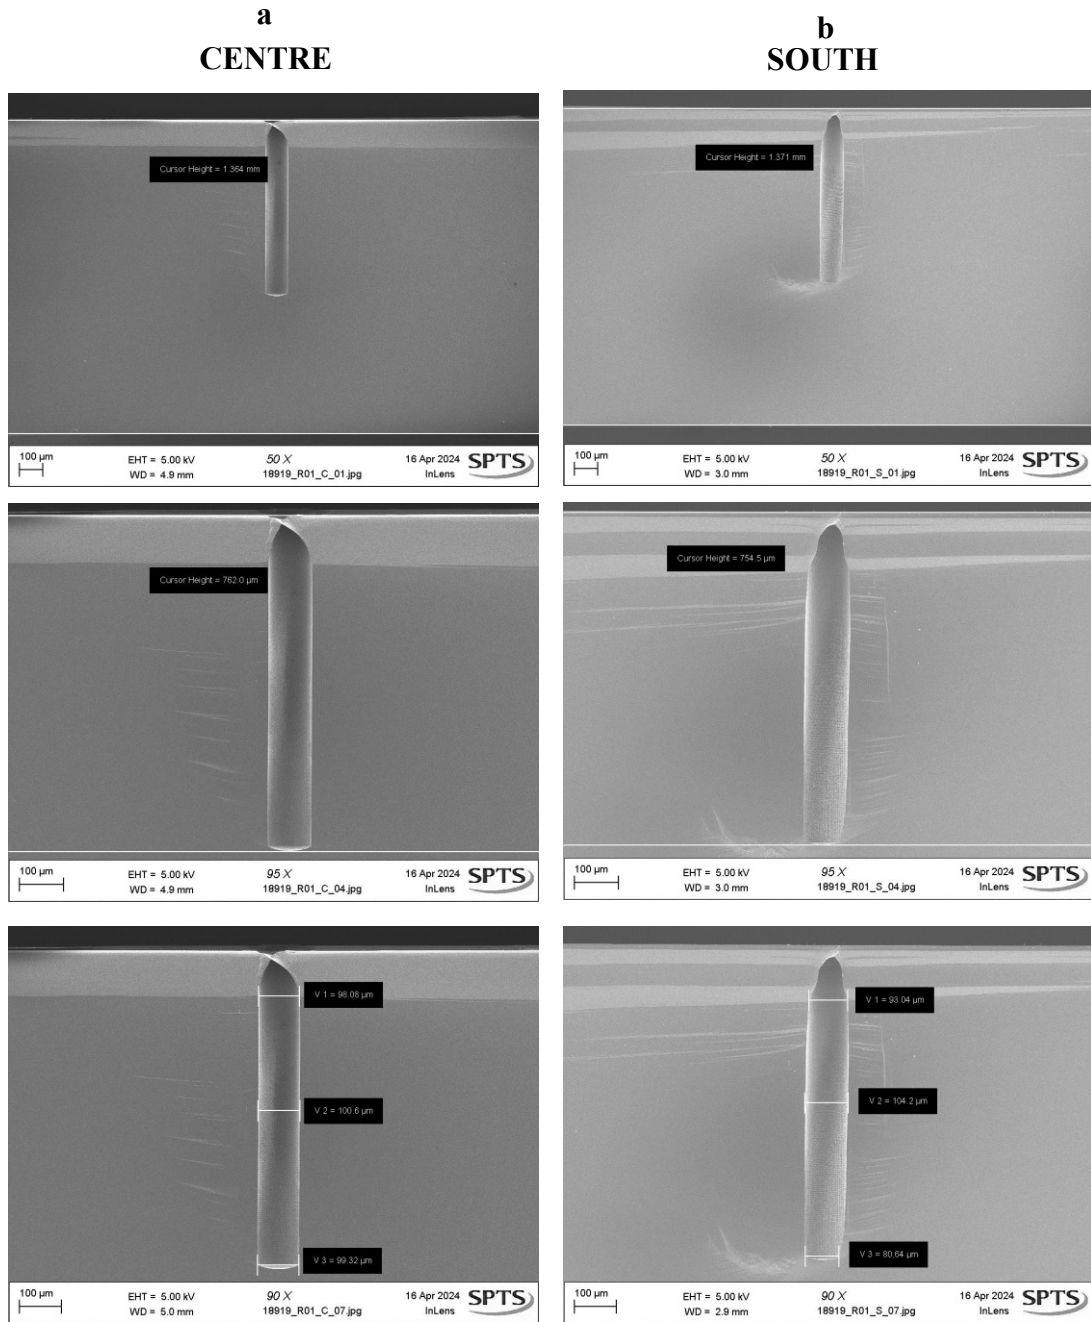 a
CENTRE
b
SOUTH
Cursor Height = 1.364 mm
100 µm
EHT = 5.00 kV
WD = 4.9 mm
50 X
18919_R01_C_01.jpg
16 Apr 2024
InLens
SPTS
Cursor Height = 1.371 mm
100 µm
EHT = 5.00 kV
WD = 3.0 mm
50 X
18919_R01_S_01.jpg
16 Apr 2024
InLens
SPTS
Cursor Height = 762.0 µm
100 µm
EHT = 5.00 kV
WD = 4.9 mm
95 X
18919_R01_C_04.jpg
16 Apr 2024
InLens
SPTS
Cursor Height = 754.5 µm
100 µm
EHT = 5.00 kV
WD = 3.0 mm
95 X
18919_R01_S_04.jpg
16 Apr 2024
InLens
SPTS
V 1 = 98.08 µm
V 2 = 100.6 µm
V 3 = 99.32 µm
100 µm
EHT = 5.00 kV
WD = 5.0 mm
90 X
18919_R01_C_07.jpg
16 Apr 2024
InLens
SPTS
V 1 = 93.04 µm
V 2 = 104.2 µm
V 3 = 80.64 µm
100 µm
EHT = 5.00 kV
WD = 2.9 mm
90 X
18919_R01_S_07.jpg
16 Apr 2024
InLens
SPTS